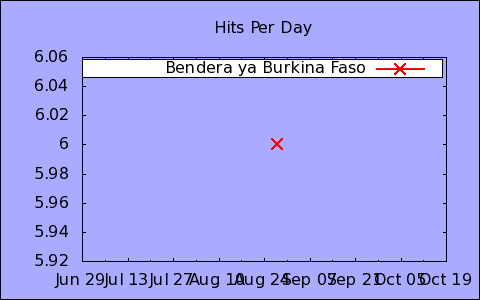 Hits Per Day
6.06
6.04
6.02
6
5.98
5.96
5.94
5.92
Bendera ya Burkina Faso
Jun 29 Jul 13 Jul 27 Aug 10 Aug 24 Sep 07 Sep 21 Oct 05 Oct 19